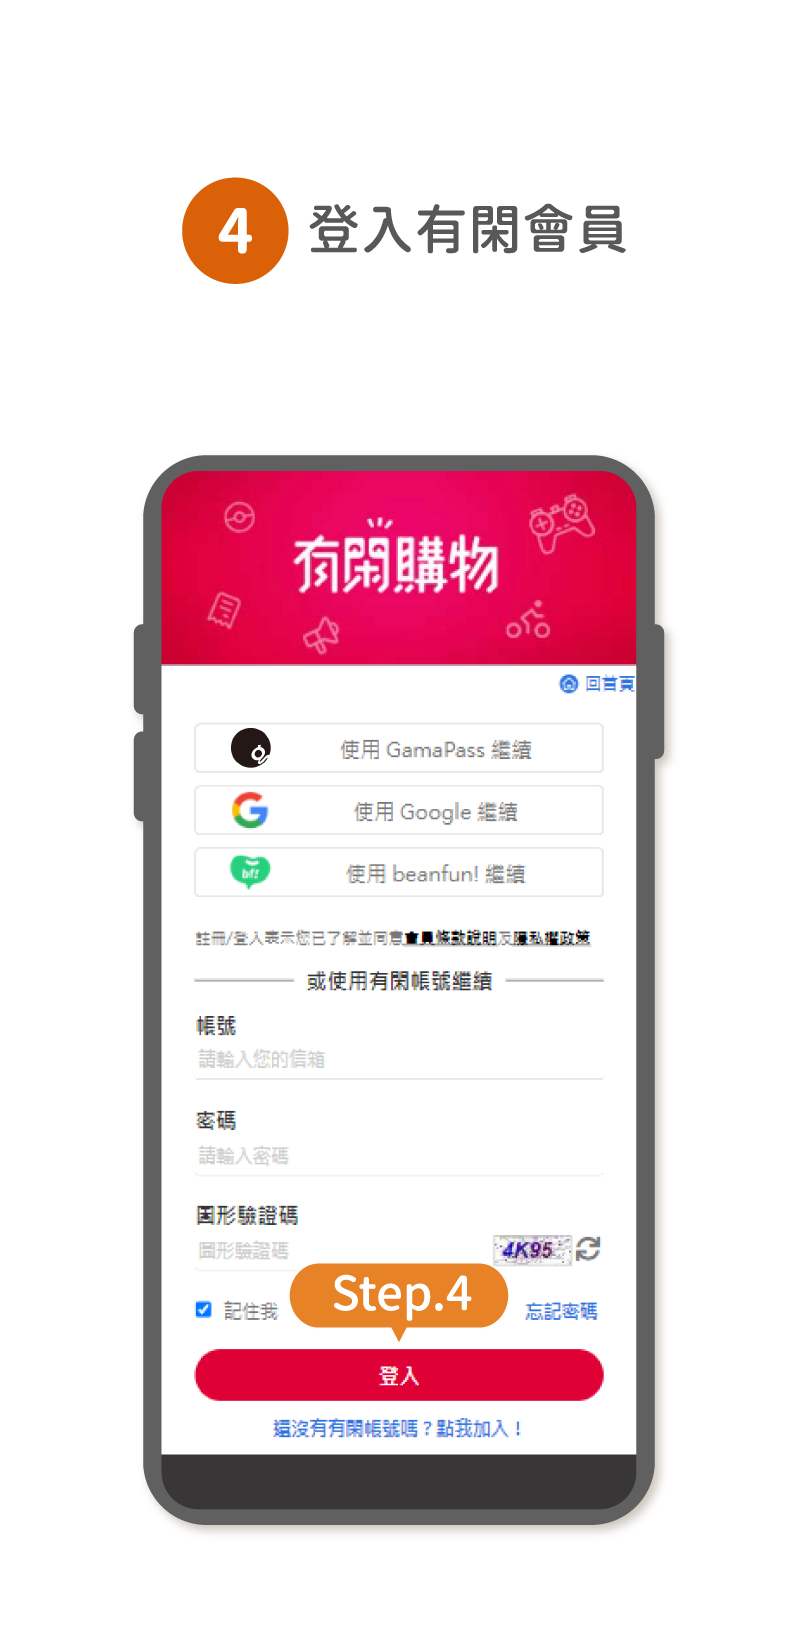 4 登入有閑會員
有閑購物
回首頁
使用 GamaPass 繼續
使用 Google 繼續
bf!
使用 beanfun! 繼續
註冊/登入表示您已了解並同意會員條款說明及隱私權政策
或使用有閑帳號繼續
帳號
請輸入您的信箱
密碼
請輸入密碼
圖形驗證碼
圖形驗證碼 4K95
Step.4
記住我 忘記密碼
登入
還沒有有閑帳號嗎？點我加入！